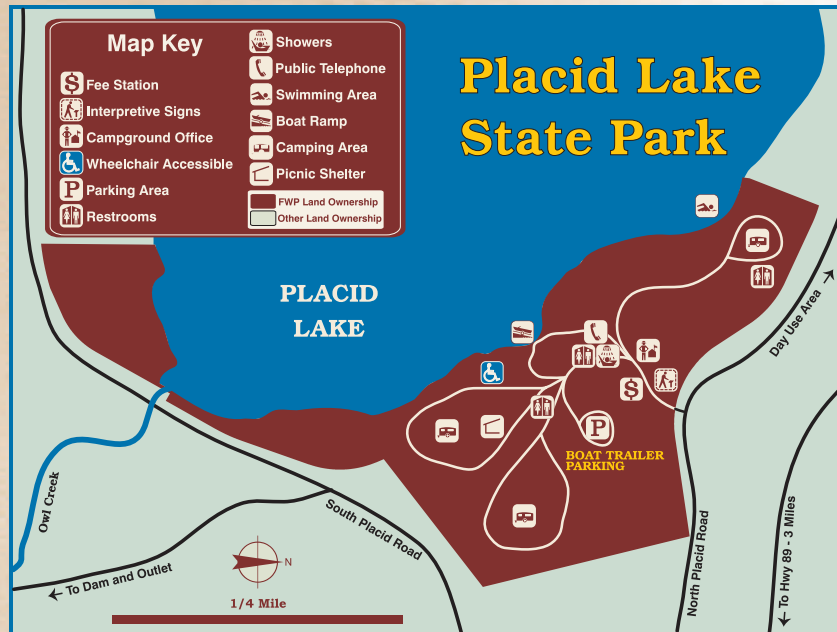 Map Key
$ Fee Station
Interpretive Signs
Campground Office
Wheelchair Accessible
P Parking Area
Restrooms
Showers
Public Telephone
Swimming Area
Boat Ramp
Camping Area
Picnic Shelter
FWP Land Ownership
Other Land Ownership
Placid Lake
State Park
PLACID
LAKE
Day Use Area
$
P
BOAT TRAILER
PARKING
Owl Creek
South Placid Road
To Dam and Outlet
N
1/4 Mile
North Placid Road
To Hwy 89 - 3 Miles